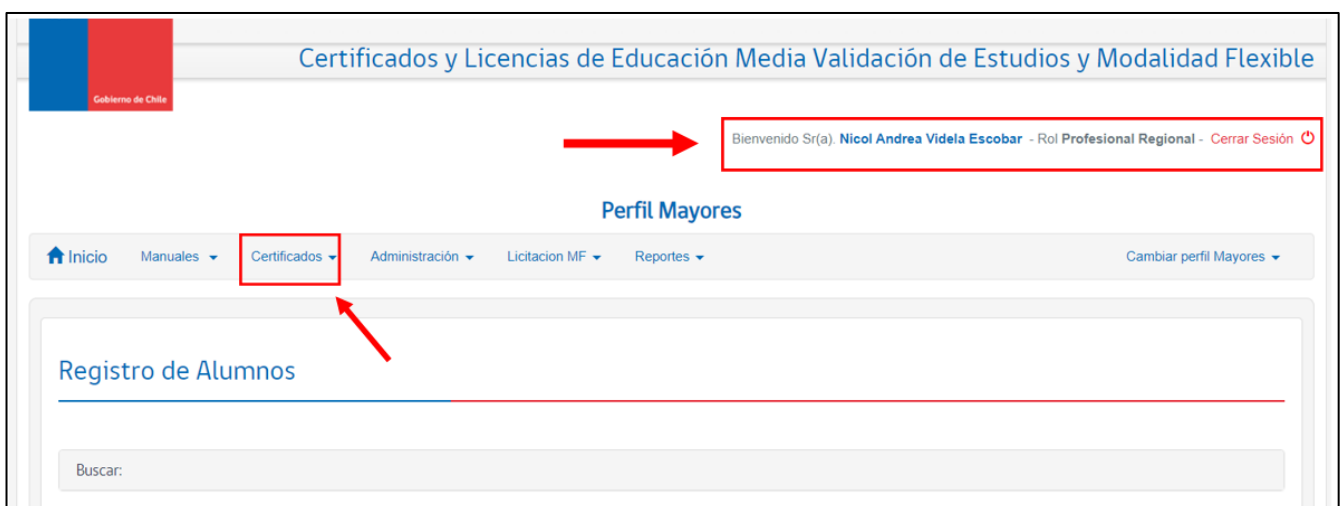 Certificados y Licencias de Educación Media Validación de Estudios y Modalidad Flexible
Gobierno de Chile
Bienvenido Sr(a). Nicol Andrea Videla Escobar - Rol Profesional Regional - Cerrar Sesión
Perfil Mayores
Inicio Manuales Certificados Administración Licitacion MF Reportes Cambiar perfil Mayores
Registro de Alumnos
Buscar: